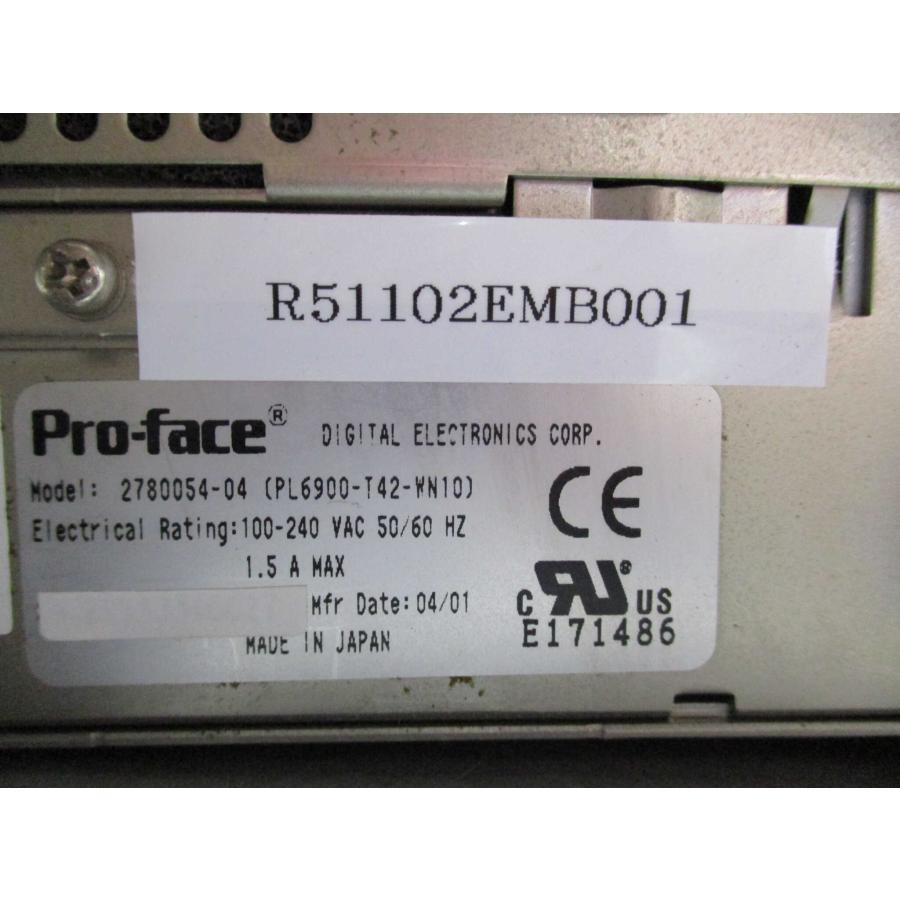 R51102EMB001
Pro-face® DIGITAL ELECTRONICS CORP.
Model: 2780054-04 (PL6900-T42-WN10)
Electrical Rating:100-240 VAC 50/60 HZ
1.5 A MAX
Mfr Date:04/01
MADE IN JAPAN
CE
C RU® US
E171486